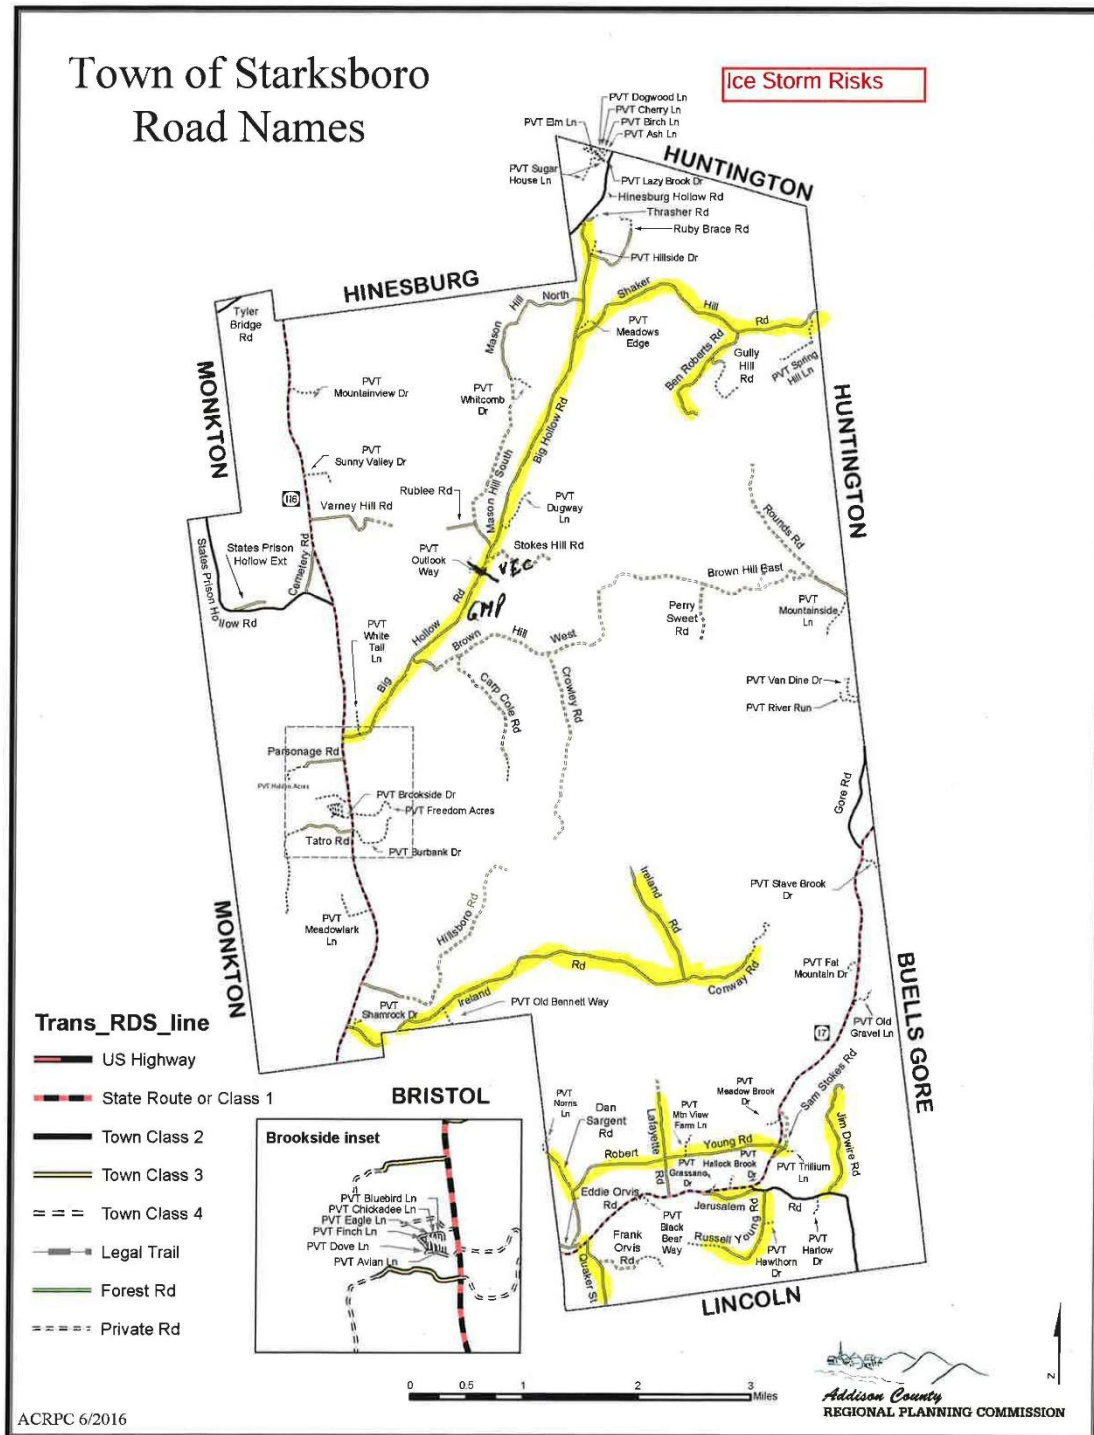 Town of Starksboro
Road Names
Ice Storm Risks
PVT Dogwood Ln
PVT Cherry Ln
PVT Elm Ln
PVT Birch Ln
PVT Ash Ln
HUNTINGTON
PVT Sugar
House Ln
PVT Lazy Brook Dr
Hinesburg Hollow Rd
Thrasher Rd
Ruby Brace Rd
PVT Hillside Dr
HINESBURG
Tyler
Bridge
Rd
Mason Hill North
Shaker Hill Rd
PVT
Meadows
Edge
Ben Roberts Rd
Gully
Hill
Rd
PVT Spring
Hill Ln
MONKTON
PVT
Mountainview Dr
PVT
Whitcomb
Dr
Big Hollow Rd
HUNTINGTON
PVT
Sunny Valley Dr
116
Varney Hill Rd
Rublee Rd
Mason Hill South
PVT
Dugway
Ln
Rounds Rd
States Prison
Hollow Ext
Cemetery Rd
PVT
Outlook
Way
Stokes Hill Rd
VEC
Brown Hill East
States Prison Ho
llow Rd
GMP
Perry
Sweet
Rd
PVT
Mountainside
Ln
PVT
White
Tail
Ln
Big Hollow Rd
Brown Hill West
Carp Cole Rd
Crowley Rd
PVT Van Dine Dr
PVT River Run
Parsonage Rd
PVT Brookside Dr
PVT Freedom Acres
Tatro Rd
PVT Burbank Dr
Gore Rd
PVT Stave Brook
Dr
MONKTON
PVT
Meadowlark
Ln
Hillsboro Rd
Ireland Rd
Ireland Rd
Conway Rd
PVT Fat
Mountain Dr
BUELLS GORE
PVT
Shamrock Dr
PVT Old Bennett Way
PVT Old
Gravel Ln
17
Trans_RDS_line
US Highway
State Route or Class 1
Town Class 2
Town Class 3
Town Class 4
Legal Trail
Forest Rd
Private Rd
BRISTOL
Brookside inset
PVT Bluebird Ln
PVT Chickadee Ln
PVT Eagle Ln
PVT Finch Ln
PVT Dove Ln
PVT Avian Ln
PVT
Norris
Ln
Dan
Sargent
Rd
Lafayette Rd
PVT
Mtn View
Farm Ln
PVT
Meadow Brook
Dr
Sam Stokes Rd
Jim Dwire Rd
Robert Young Rd
PVT
Grassano
Dr
PVT
Hallock Brook
Dr
PVT Trillium
Ln
Eddie Orvis
Rd
Jerusalem Rd
Frank
Orvis
Rd
PVT
Black
Bear
Way
Russell Young Rd
PVT
Hawthorn
Dr
PVT
Harlow
Dr
Quaker St
LINCOLN
0 0.5 1 2 3
Miles
N
Addison County
REGIONAL PLANNING COMMISSION
ACRPC 6/2016